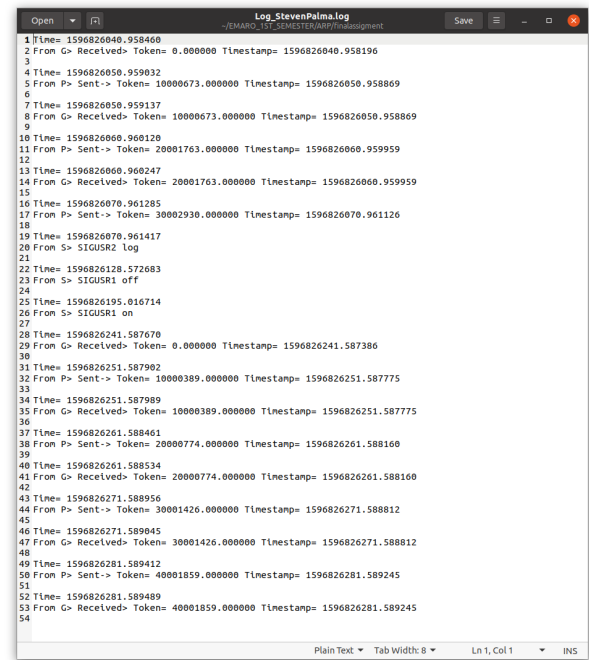 Open
Log_StevenPalma.log
~/EMARO_1ST_SEMESTER/ARP/finalassigment
Save
1 Time= 1596826040.958460
2 From G> Received> Token= 0.000000 Timestamp= 1596826040.958196
3
4 Time= 1596826050.959032
5 From P> Sent-> Token= 10000673.000000 Timestamp= 1596826050.958869
6
7 Time= 1596826050.959137
8 From G> Received> Token= 10000673.000000 Timestamp= 1596826050.958869
9
10 Time= 1596826060.960120
11 From P> Sent-> Token= 20001763.000000 Timestamp= 1596826060.959959
12
13 Time= 1596826060.960247
14 From G> Received> Token= 20001763.000000 Timestamp= 1596826060.959959
15
16 Time= 1596826070.961285
17 From P> Sent-> Token= 30002930.000000 Timestamp= 1596826070.961126
18
19 Time= 1596826070.961417
20 From S> SIGUSR2 log
21
22 Time= 1596826128.572683
23 From S> SIGUSR1 off
24
25 Time= 1596826195.016714
26 From S> SIGUSR1 on
27
28 Time= 1596826241.587670
29 From G> Received> Token= 0.000000 Timestamp= 1596826241.587386
30
31 Time= 1596826251.587902
32 From P> Sent-> Token= 10000389.000000 Timestamp= 1596826251.587775
33
34 Time= 1596826251.587989
35 From G> Received> Token= 10000389.000000 Timestamp= 1596826251.587775
36
37 Time= 1596826261.588461
38 From P> Sent-> Token= 20000774.000000 Timestamp= 1596826261.588160
39
40 Time= 1596826261.588534
41 From G> Received> Token= 20000774.000000 Timestamp= 1596826261.588160
42
43 Time= 1596826271.588956
44 From P> Sent-> Token= 30001426.000000 Timestamp= 1596826271.588812
45
46 Time= 1596826271.589045
47 From G> Received> Token= 30001426.000000 Timestamp= 1596826271.588812
48
49 Time= 1596826281.589412
50 From P> Sent-> Token= 40001859.000000 Timestamp= 1596826281.589245
51
52 Time= 1596826281.589489
53 From G> Received> Token= 40001859.000000 Timestamp= 1596826281.589245
54
Plain Text Tab Width: 8 Ln 1, Col 1 INS